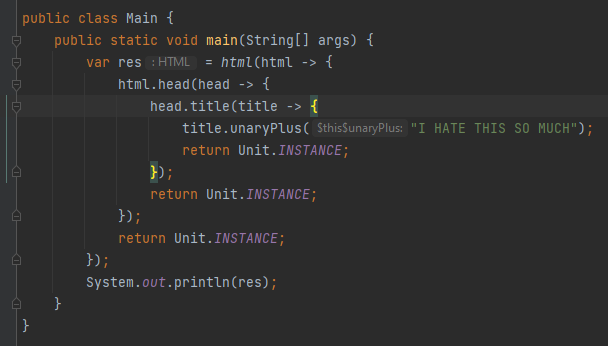 public class Main {
    public static void main(String[] args) {
        var res : HTML = html(html -> {
            html.head(head -> {
                head.title(title -> {
                    title.unaryPlus( $this$unaryPlus: "I HATE THIS SO MUCH");
                    return Unit.INSTANCE;
                });
                return Unit.INSTANCE;
            });
            return Unit.INSTANCE;
        });
        System.out.println(res);
    }
}